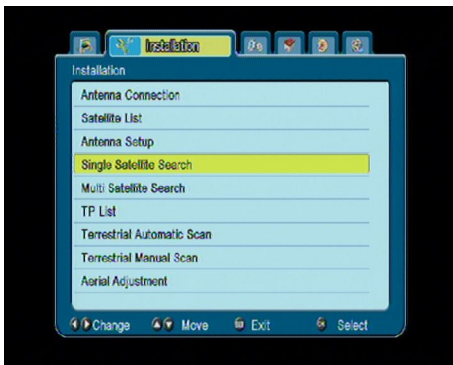 Installation
Installation
Antenna Connection
Satellite List
Antenna Setup
Single Satellite Search
Multi Satellite Search
TP List
Terrestrial Automatic Scan
Terrestrial Manual Scan
Aerial Adjustment
Change Move Exit Select